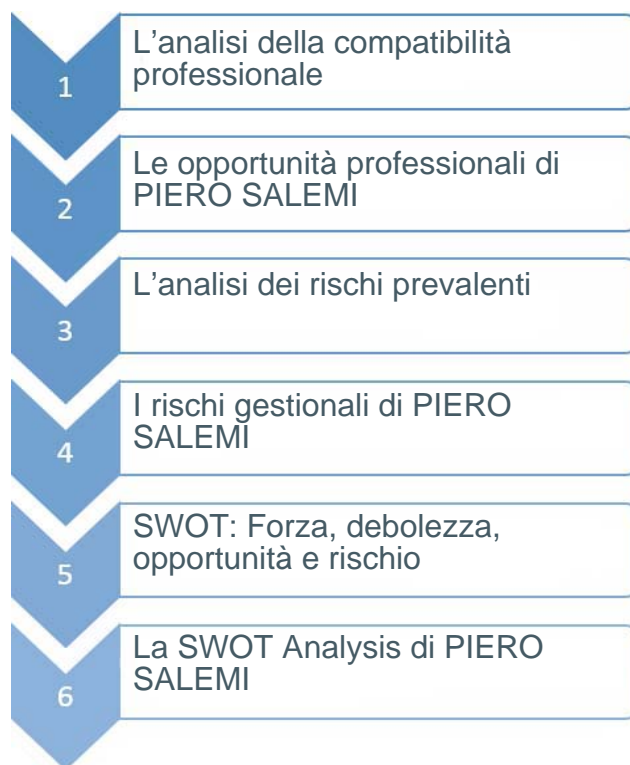 1
L'analisi della compatibilità
professionale
2
Le opportunità professionali di
PIERO SALEMI
3
L'analisi dei rischi prevalenti
4
I rischi gestionali di PIERO
SALEMI
5
SWOT: Forza, debolezza,
opportunità e rischio
6
La SWOT Analysis di PIERO
SALEMI